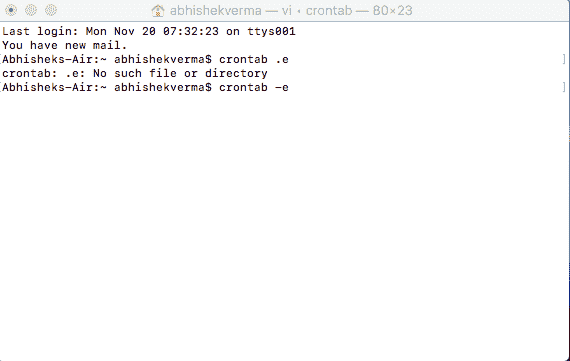 abhishekverma — vi • crontab — 80×23
Last login: Mon Nov 20 07:32:23 on ttys001
You have new mail.
[Abhisheks-Air:~ abhishekverma$ crontab .e ]
crontab: .e: No such file or directory
[Abhisheks-Air:~ abhishekverma$ crontab -e ]